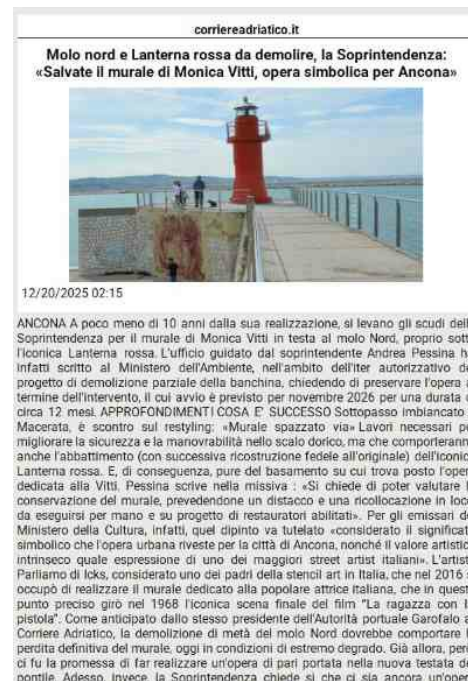 corriereadriatico.it
Molo nord e Lanterna rossa da demolire, la Soprintendenza:
«Salvate il murale di Monica Vitti, opera simbolica per Ancona»
12/20/2025 02:15
ANCONA A poco meno di 10 anni dalla sua realizzazione, si levano gli scudi dell
Soprintendenza per il murale di Monica Vitti in testa al molo Nord, proprio sott
l'iconica Lanterna rossa. L'ufficio guidato dal soprintendente Andrea Pessina h
infatti scritto al Ministero dell'Ambiente, nell'ambito dell'iter autorizzativo de
progetto di demolizione parziale della banchina, chiedendo di preservare l'opera
termine dell'intervento, il cui avvio è previsto per novembre 2026 per una durata
circa 12 mesi. APPROFONDIMENTI COSA E' SUCCESSO Sottopasso imbiancato
Macerata, è scontro sul restyling: «Murale spazzato via» Lavori necessari pe
migliorare la sicurezza e la manovrabilità nello scalo dorico, ma che comporterann
anche l'abbattimento (con successiva ricostruzione fedele all'originale) dell'iconic
Lanterna rossa. E, di conseguenza, pure del basamento su cui trova posto l'oper
dedicata alla Vitti. Pessina scrive nella missiva : «Si chiede di poter valutare l
conservazione del murale, prevedendone un distacco e una ricollocazione in loc
da eseguirsi per mano e su progetto di restauratori abilitati». Per gli emissari de
Ministero della Cultura, infatti, quel dipinto va tutelato «considerato il significat
simbolico che l'opera urbana riveste per la città di Ancona, nonché il valore artistic
intrinseco quale espressione di uno dei maggiori street artist italiani». L'artist
Parliamo di Icks, considerato uno dei padri della stencil art in Italia, che nel 2016 s
occupò di realizzare il murale dedicato alla popolare attrice italiana, che in quest
punto preciso girò nel 1968 l'iconica scena finale del film "La ragazza con l
pistola". Come anticipato dallo stesso presidente dell'Autorità portuale Garofalo a
Corriere Adriatico, la demolizione di metà del molo Nord dovrebbe comportare l
perdita definitiva del murale, oggi in condizioni di estremo degrado. Già allora, per
ci fu la promessa di far realizzare un'opera di pari portata nella nuova testata de
pontile. Adesso, invece, la Soprintendenza chiede sì che ci sia ancora un'oper